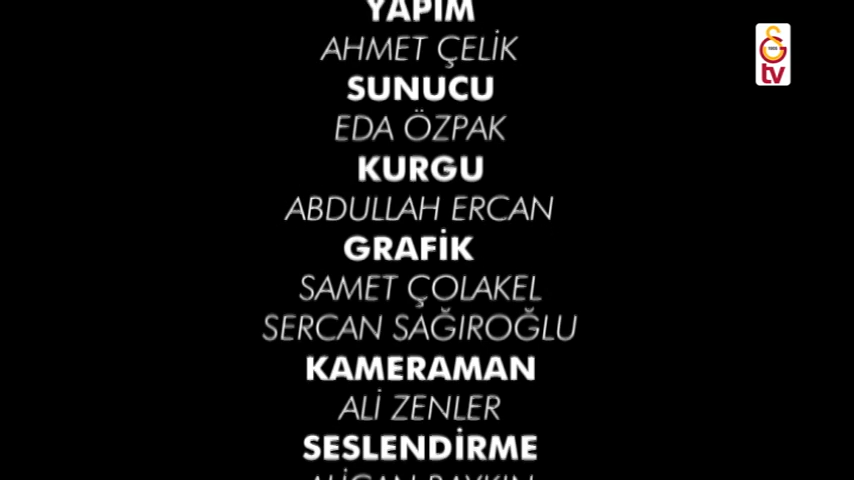 YAPIM
AHMET ÇELİK
SUNUCU
EDA ÖZPAK
KURGU
ABDULLAH ERCAN
GRAFİK
SAMET ÇOLAKEL
SERCAN SAĞIROĞLU
KAMERAMAN
ALİ ZENLER
SESLENDİRME
tv